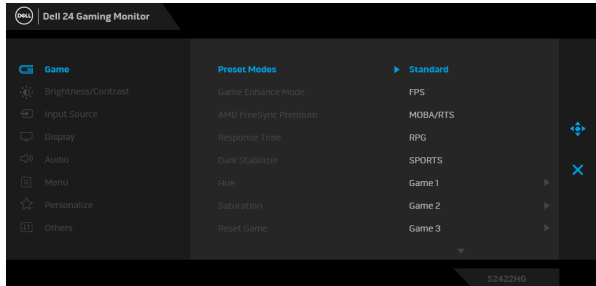 DELL
Dell 24 Gaming Monitor
Game
Brightness/Contrast
Input Source
Display
Audio
Menu
Personalize
Others
Preset Modes
Game Enhance Mode
AMD FreeSync Premium
Response Time
Dark Stabilizer
Hue
Saturation
Reset Game
Standard
FPS
MOBA/RTS
RPG
SPORTS
Game 1
Game 2
Game 3
S2422HG